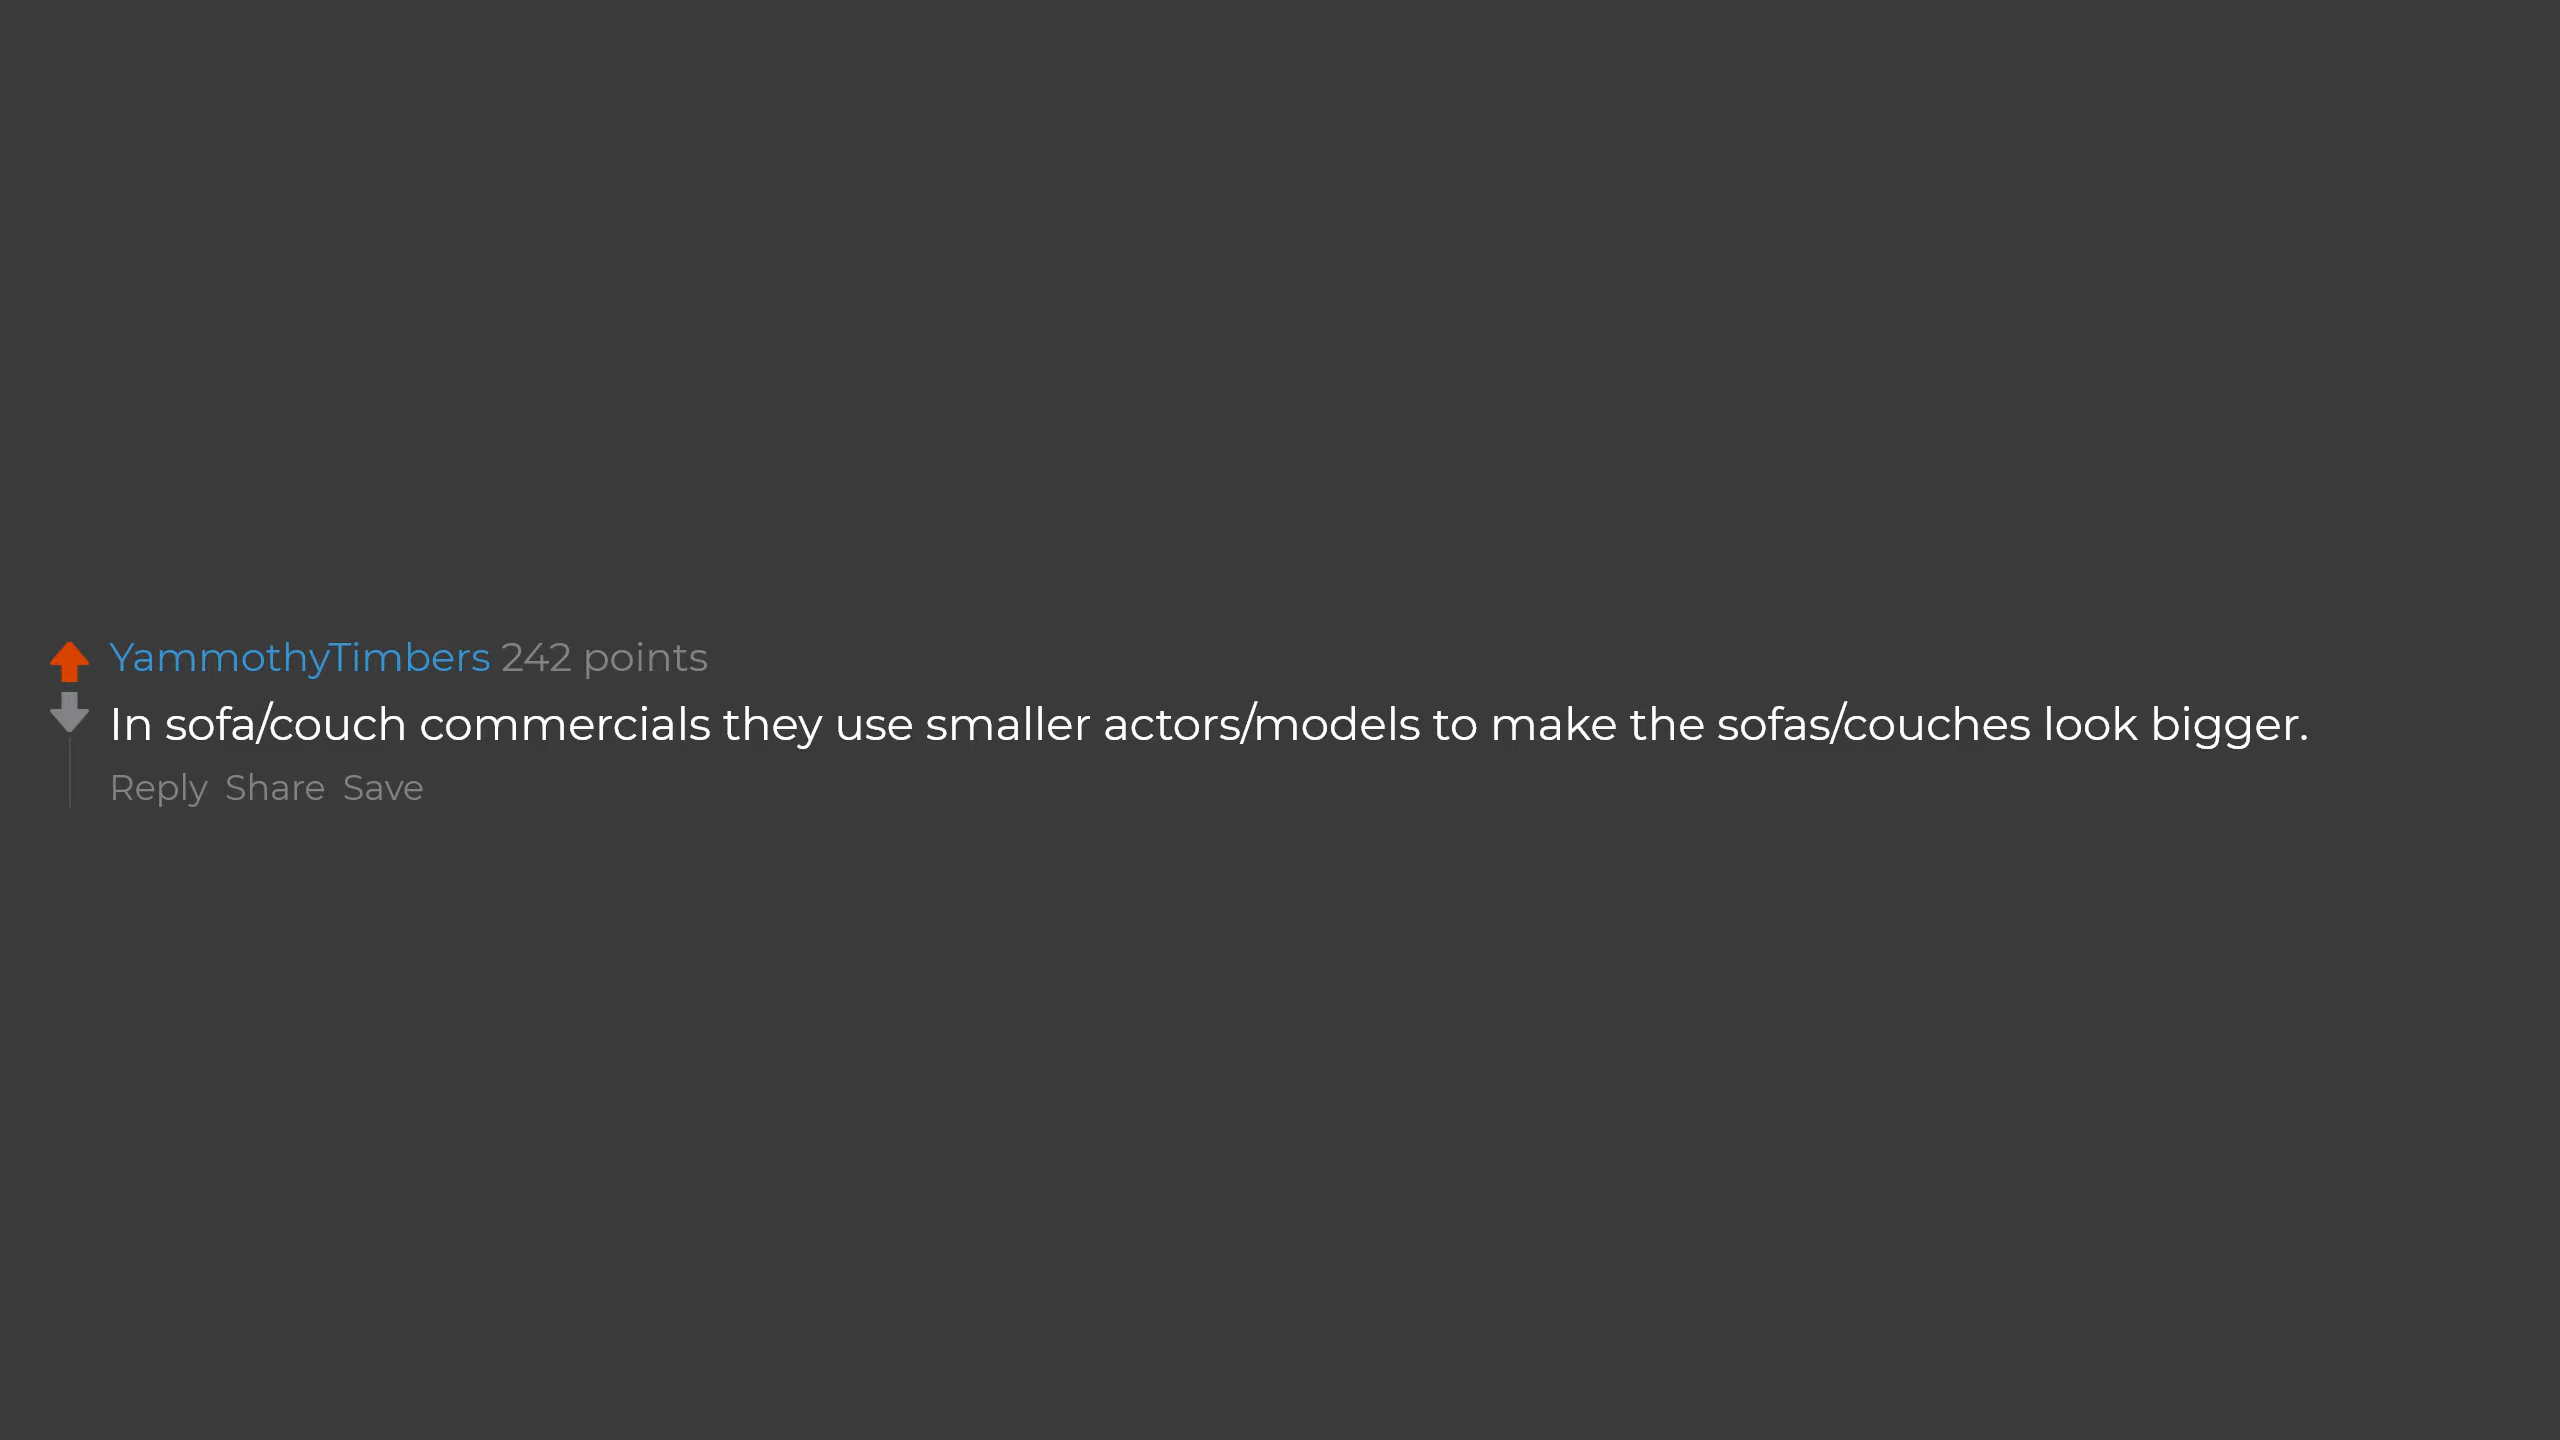 YammothyTimbers 242 points
In sofa/couch commercials they use smaller actors/models to make the sofas/couches look bigger.
Reply Share Save